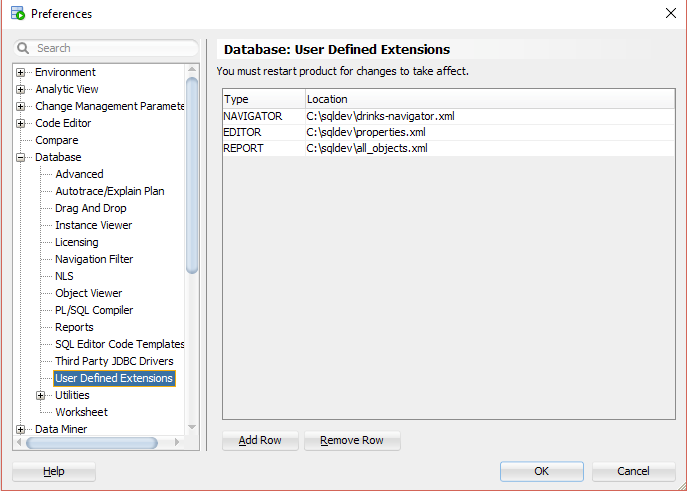 Preferences
Search
Environment
Analytic View
Change Management Paramete
Code Editor
Compare
Database
Advanced
Autotrace/Explain Plan
Drag And Drop
Instance Viewer
Licensing
Navigation Filter
NLS
Object Viewer
PL/SQL Compiler
Reports
SQL Editor Code Templates
Third Party JDBC Drivers
User Defined Extensions
Utilities
Worksheet
Data Miner
Database: User Defined Extensions
You must restart product for changes to take affect.
Type Location
NAVIGATOR C:\sqldev\drinks-navigator.xml
EDITOR C:\sqldev\properties.xml
REPORT C:\sqldev\all_objects.xml
Add Row Remove Row
Help OK Cancel